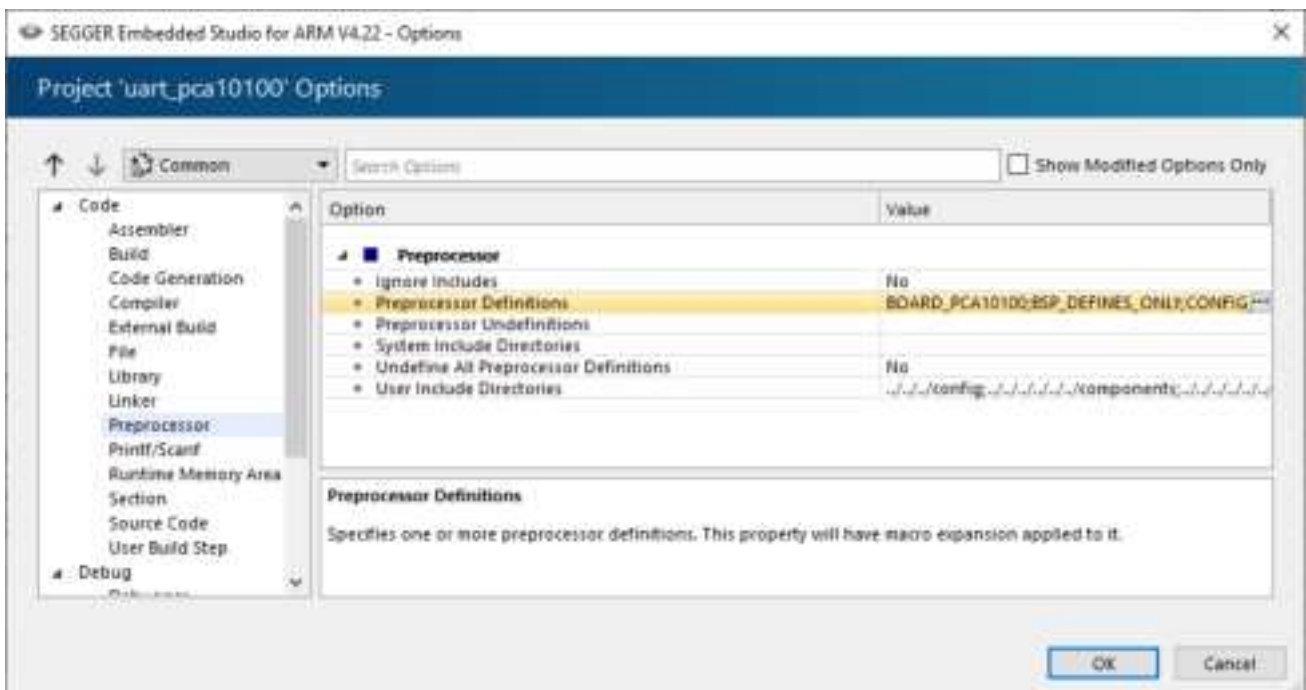 SEGGER Embedded Studio for ARM V4.22 - Options
Project 'uart_pca10100' Options
Common
Search Options
Show Modified Options Only
Code
Assembler
Build
Code Generation
Compiler
External Build
File
Library
Linker
Preprocessor
Printf/Scanf
Runtime Memory Area
Section
Source Code
User Build Step
Debug
Option Value
Preprocessor
Ignore Includes No
Preprocessor Definitions BOARD_PCA10100;BSP_DEFINES_ONLY;CONFIG_
Preprocessor Undefinitions
System Include Directories
Undefine All Preprocessor Definitions No
User Include Directories ../../../config;../../../../../../components;
Preprocessor Definitions
Specifies one or more preprocessor definitions. This property will have macro expansion applied to it.
OK Cancel